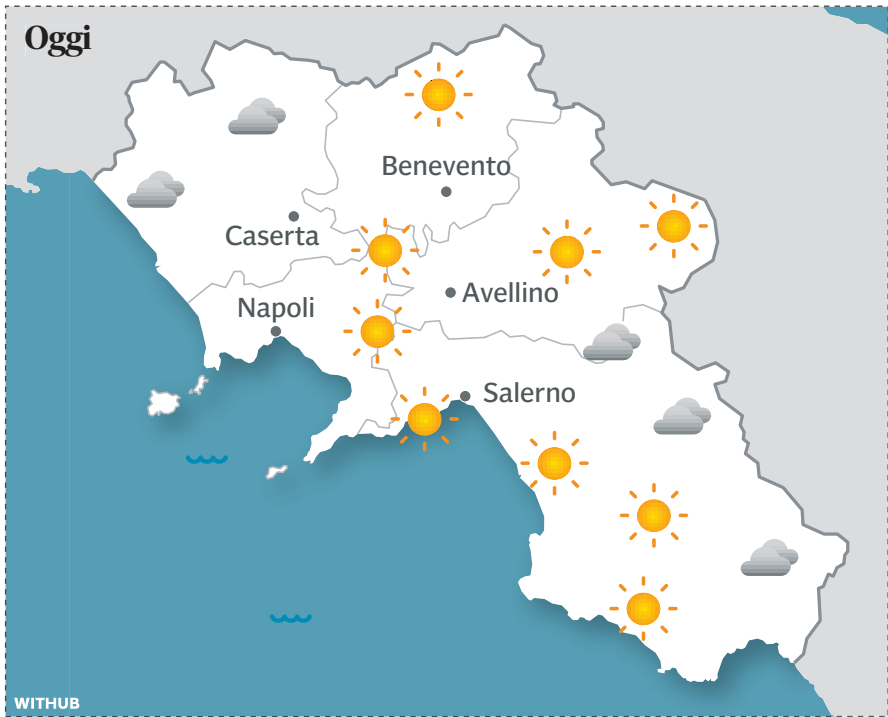 Oggi
Benevento
Caserta
Avellino
Napoli
Salerno
WITHUB